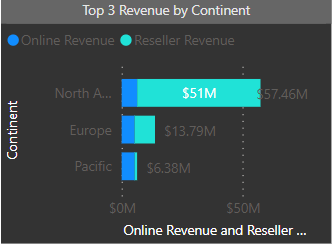 Top 3 Revenue by Continent
Online Revenue Reseller Revenue
Continent
North A... $51M $57.46M
Europe $13.79M
Pacific $6.38M
$0M $50M
Online Revenue and Reseller ...